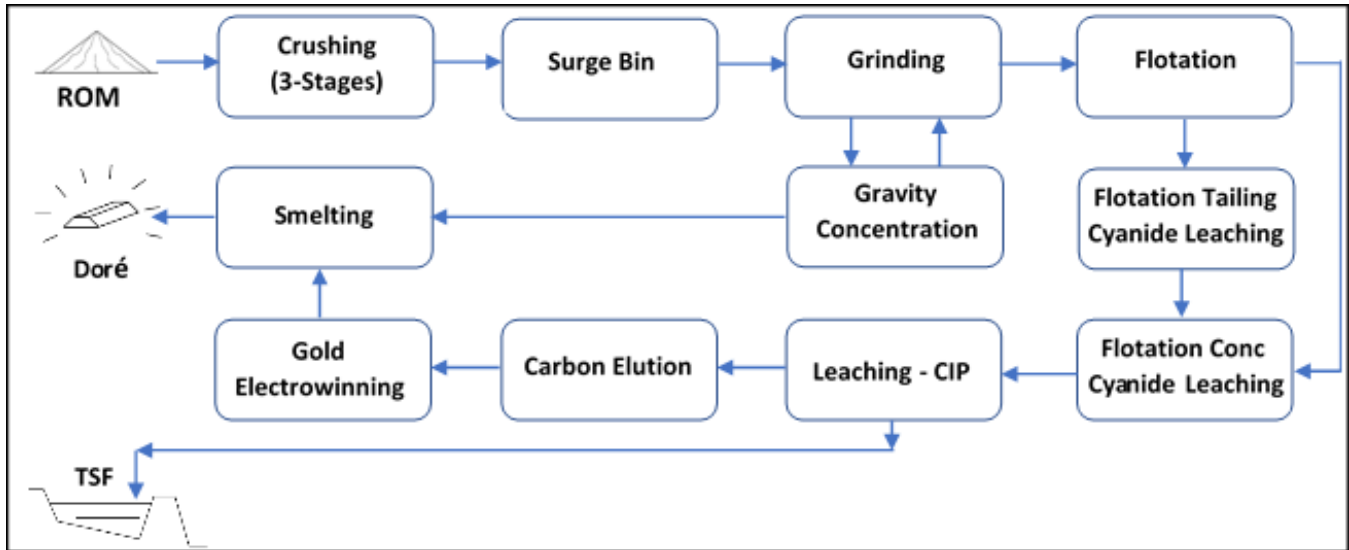 ROM
Crushing
(3-Stages)
Surge Bin
Grinding
Flotation
Doré
Smelting
Gravity
Concentration
Flotation Tailing
Cyanide Leaching
Gold
Electrowinning
Carbon Elution
Leaching - CIP
Flotation Conc
Cyanide Leaching
TSF